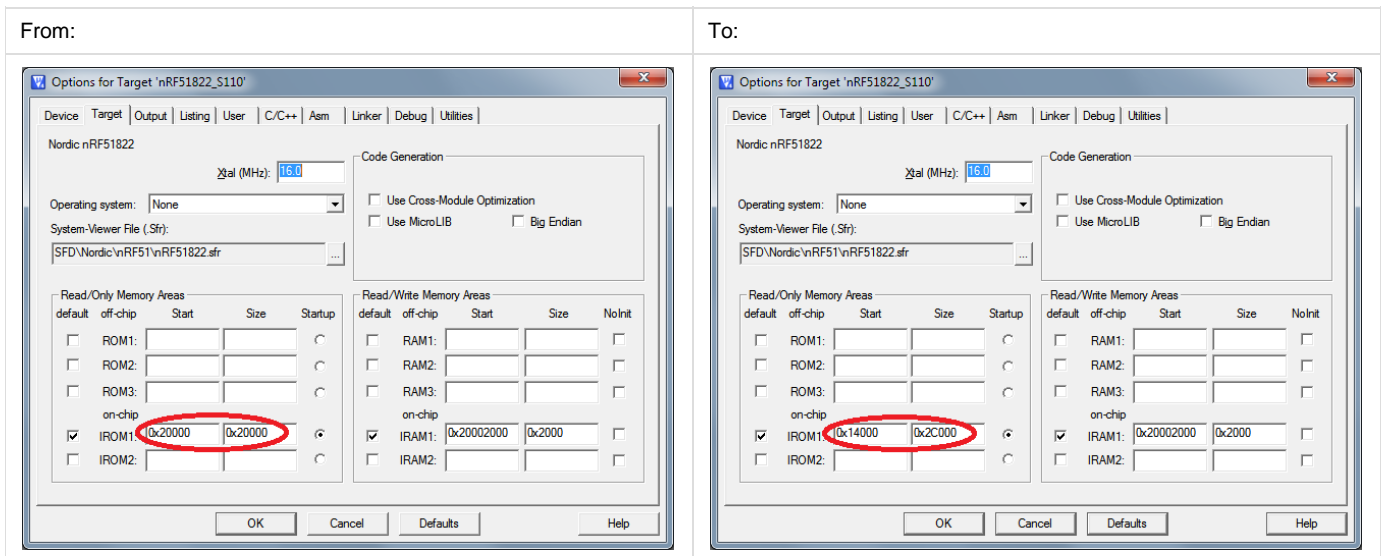 From:
Options for Target 'nRF51822_S110'
Device Target Output Listing User C/C++ Asm Linker Debug Utilities
Nordic nRF51822
Xtal (MHz): 16.0
Operating system: None
System-Viewer File (.Sfr):
SFD\Nordic\nRF51\nRF51822.sfr ...
Code Generation
Use Cross-Module Optimization
Use MicroLIB Big Endian
Read/Only Memory Areas
default off-chip Start Size Startup
ROM1:
ROM2:
ROM3:
on-chip
IROM1: 0x20000 0x20000
IROM2:
Read/Write Memory Areas
default off-chip Start Size NoInit
RAM1:
RAM2:
RAM3:
on-chip
IRAM1: 0x20002000 0x2000
IRAM2:
OK Cancel Defaults Help
To:
Options for Target 'nRF51822_S110'
Device Target Output Listing User C/C++ Asm Linker Debug Utilities
Nordic nRF51822
Xtal (MHz): 16.0
Operating system: None
System-Viewer File (.Sfr):
SFD\Nordic\nRF51\nRF51822.sfr ...
Code Generation
Use Cross-Module Optimization
Use MicroLIB Big Endian
Read/Only Memory Areas
default off-chip Start Size Startup
ROM1:
ROM2:
ROM3:
on-chip
IROM1: 0x14000 0x2C000
IROM2:
Read/Write Memory Areas
default off-chip Start Size NoInit
RAM1:
RAM2:
RAM3:
on-chip
IRAM1: 0x20002000 0x2000
IRAM2:
OK Cancel Defaults Help